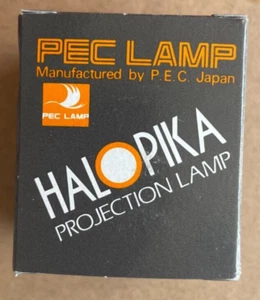 PEC LAMP
Manufactured by P.E.C. Japan
PEC LAMP
HALOPIKA
PROJECTION LAMP